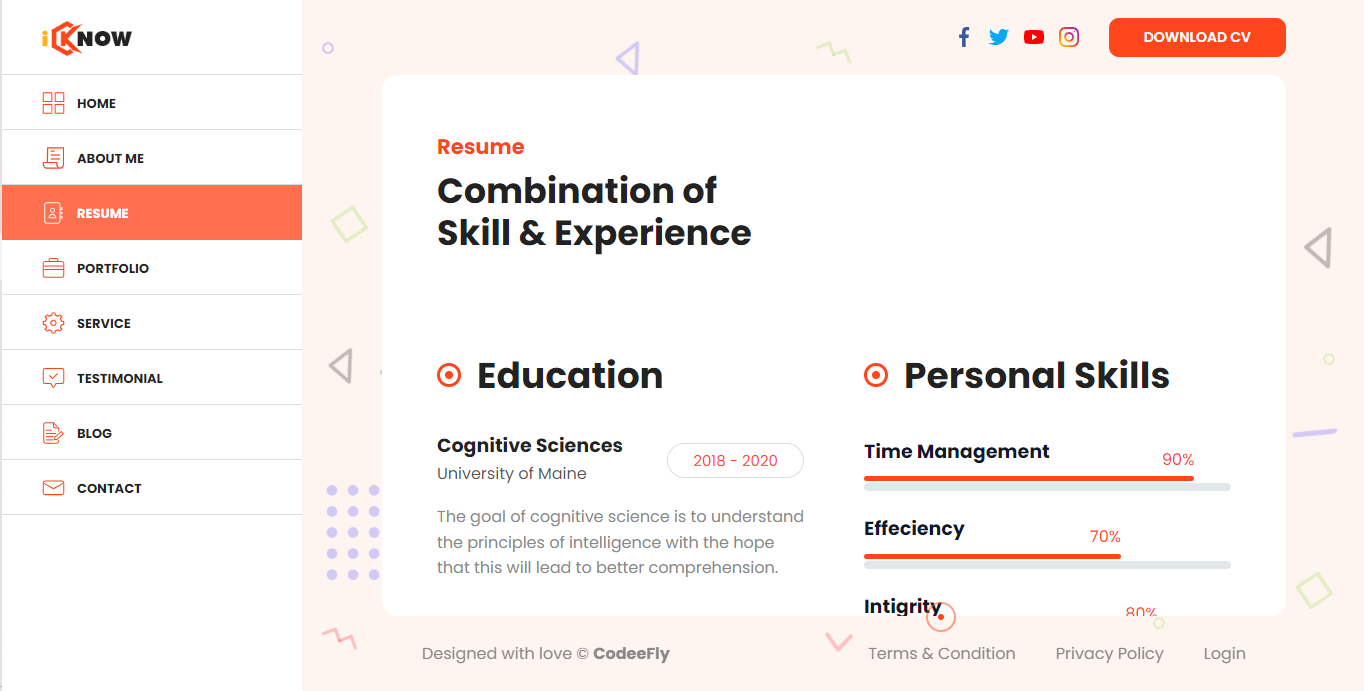 iKNOW
HOME
ABOUT ME
RESUME
PORTFOLIO
SERVICE
TESTIMONIAL
BLOG
CONTACT
DOWNLOAD CV
Resume
Combination of
Skill & Experience
Education
Cognitive Sciences
University of Maine
2018 - 2020
The goal of cognitive science is to understand
the principles of intelligence with the hope
that this will lead to better comprehension.
Personal Skills
Time Management
90%
Effeciency
70%
Intigrity
80%
Designed with love © CodeeFly
Terms & Condition
Privacy Policy
Login